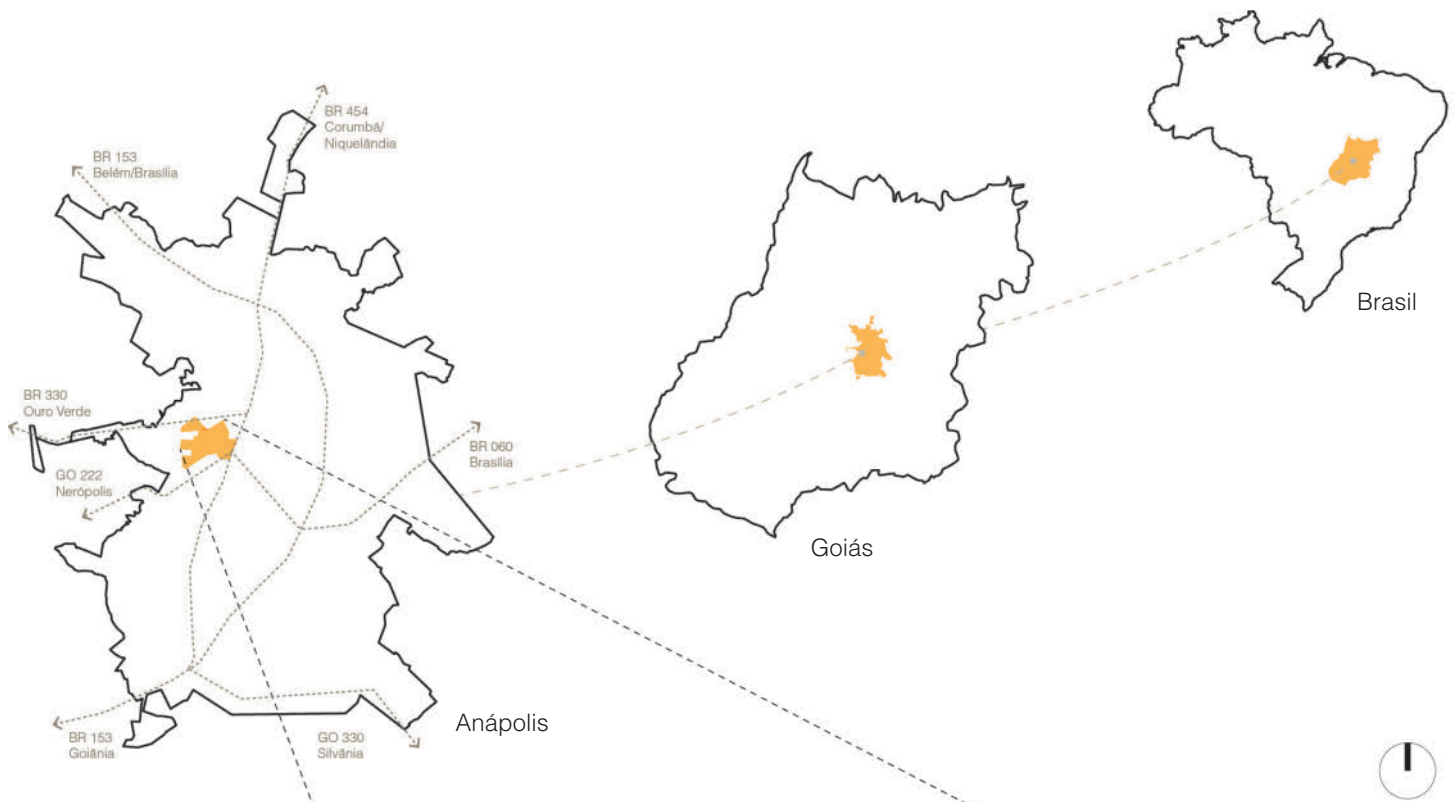 BR 454
Corumbá/
Niquelândia
BR 153
Belém/Brasília
Brasil
BR 330
Ouro Verde
BR 060
Brasília
GO 222
Nerópolis
Goiás
Anápolis
BR 153
Goiânia
GO 330
Silvânia